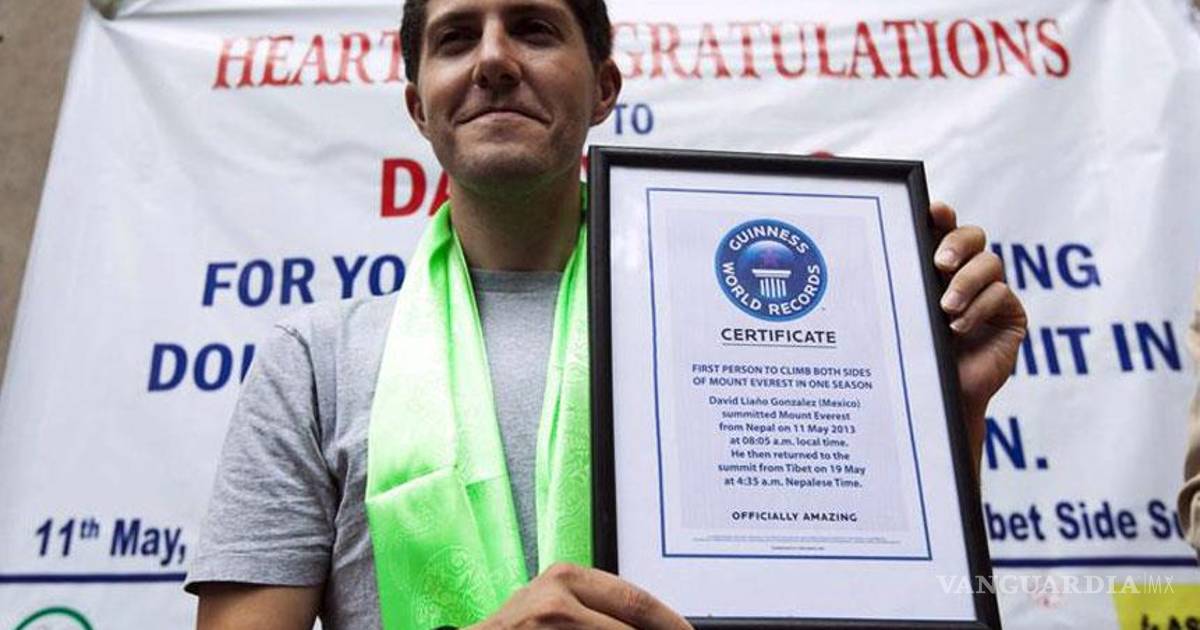 HEART GRATULATIONS
TO
DA
FOR YO ING
DOU MIT IN
N.
11th May, bet Side Su
GUINNESS
WORLD RECORDS
CERTIFICATE
FIRST PERSON TO CLIMB BOTH SIDES
OF MOUNT EVEREST IN ONE SEASON
David Liaño Gonzalez (Mexico)
summitted Mount Everest
from Nepal on 11 May 2013
at 08:05 a.m. local time.
He then returned to the
summit from Tibet on 19 May
at 4:35 a.m. Nepalese Time.
OFFICIALLY AMAZING
VANGUARDIA|MX